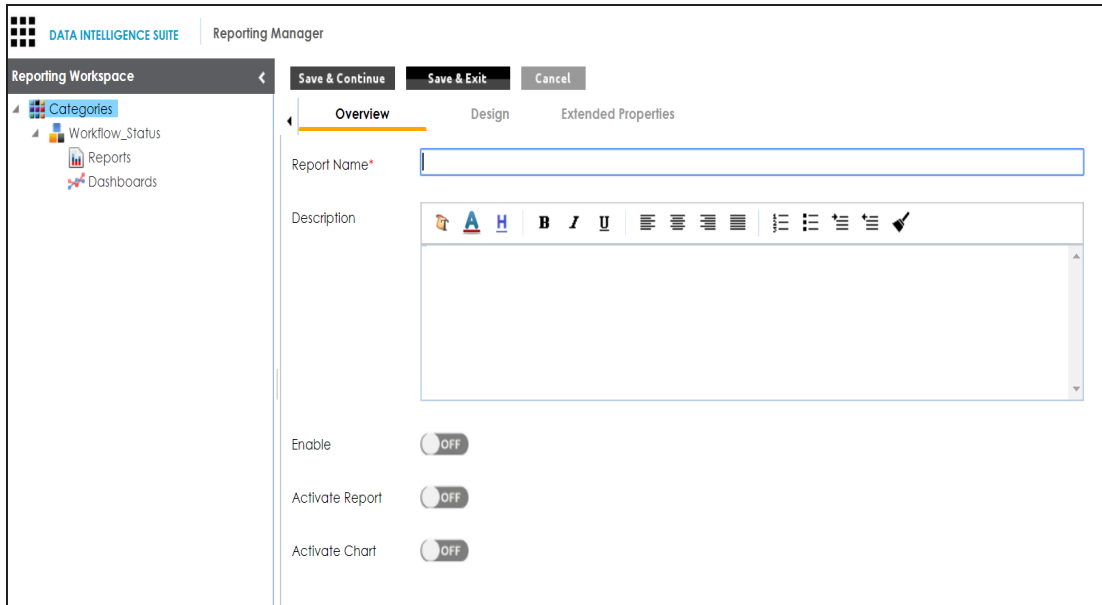 DATA INTELLIGENCE SUITE
Reporting Manager
Reporting Workspace
Save & Continue
Save & Exit
Cancel
Categories
Workflow_Status
Reports
Dashboards
Overview
Design
Extended Properties
Report Name*
Description
A H B I U
Enable
OFF
Activate Report
OFF
Activate Chart
OFF